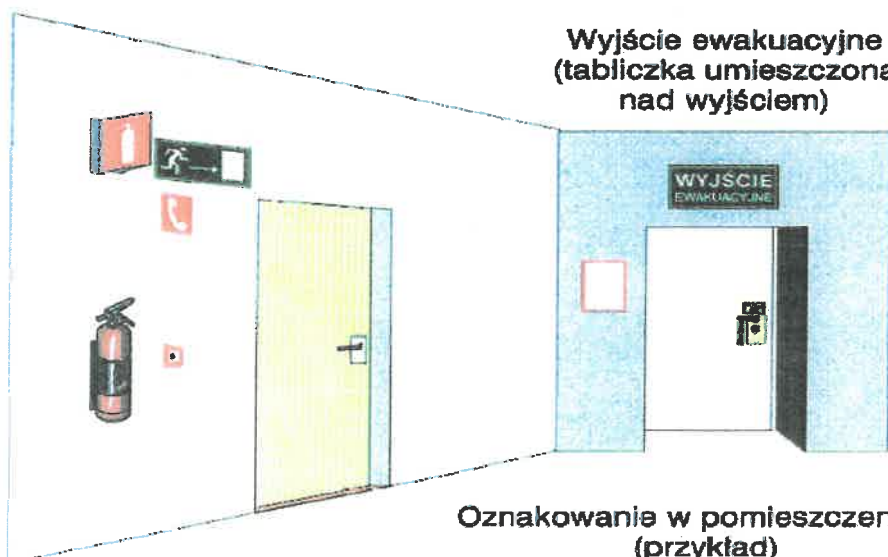 Wyjście ewakuacyjne
(tabliczka umieszczona
nad wyjściem)
WYJŚCIE
EWAKUACYJNE
Oznakowanie w pomieszczen
(przykład)